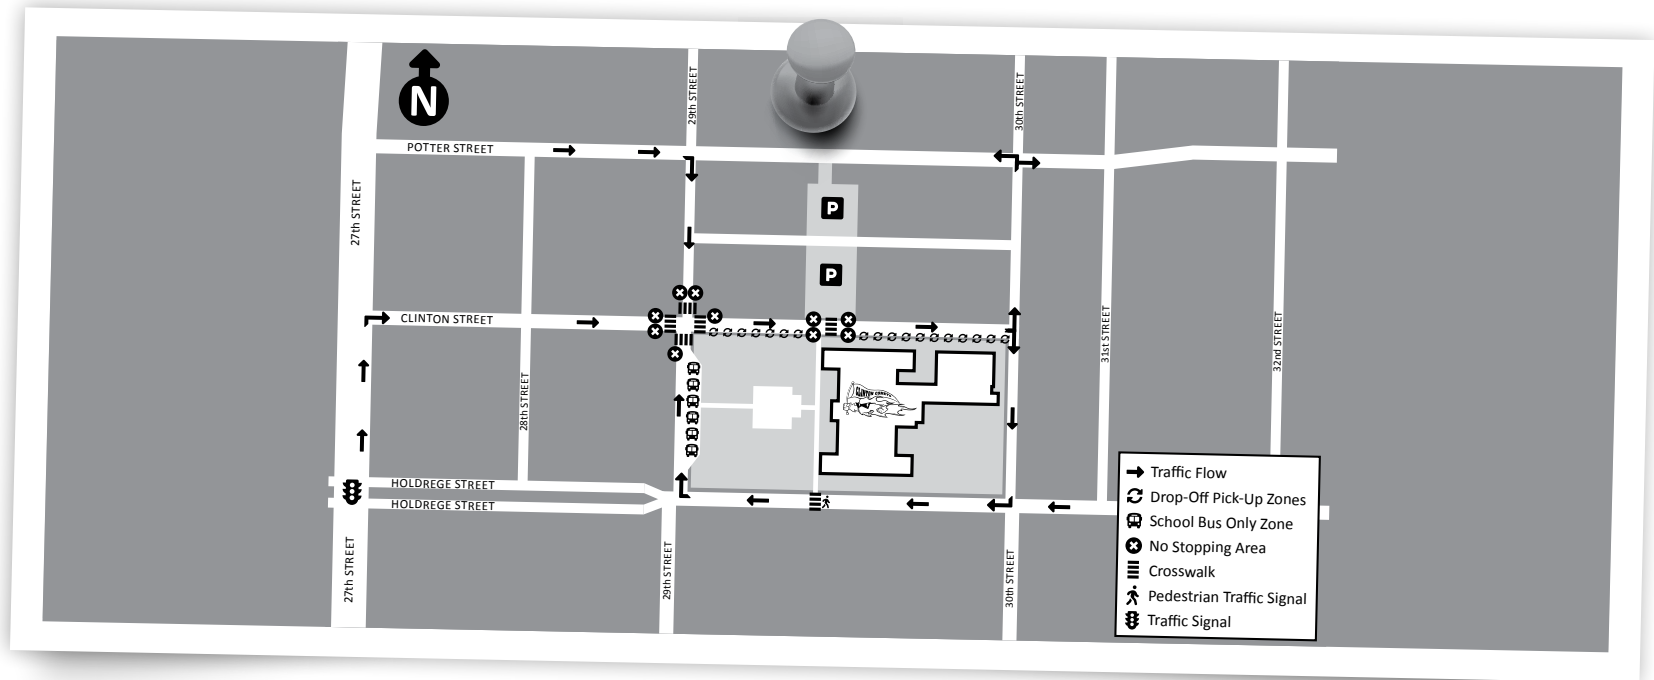 N
29th STREET
30th STREET
POTTER STREET
27th STREET
P
P
CLINTON STREET
31st STREET
32nd STREET
28th STREET
CLINTON COMETS
HOLDREGE STREET
HOLDREGE STREET
27th STREET
29th STREET
30th STREET
Traffic Flow
Drop-Off Pick-Up Zones
School Bus Only Zone
No Stopping Area
Crosswalk
Pedestrian Traffic Signal
Traffic Signal